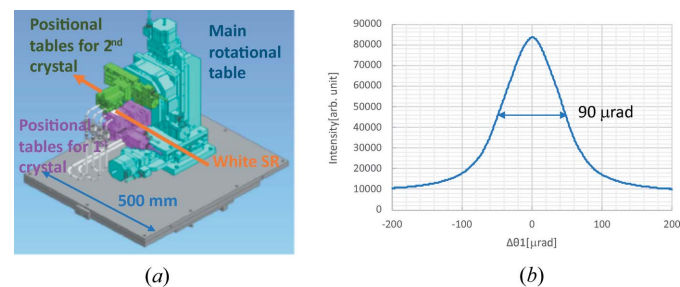 Positional
tables for 2nd
crystal
Main
rotational
table
Positional
tables for 1st
crystal
White SR
500 mm
(a)
(b)
Intensity[arb. unit]
90000
80000
70000
60000
50000
40000
30000
20000
10000
0
90 μrad
-200
-100
0
100
200
Δθ1[μrad]